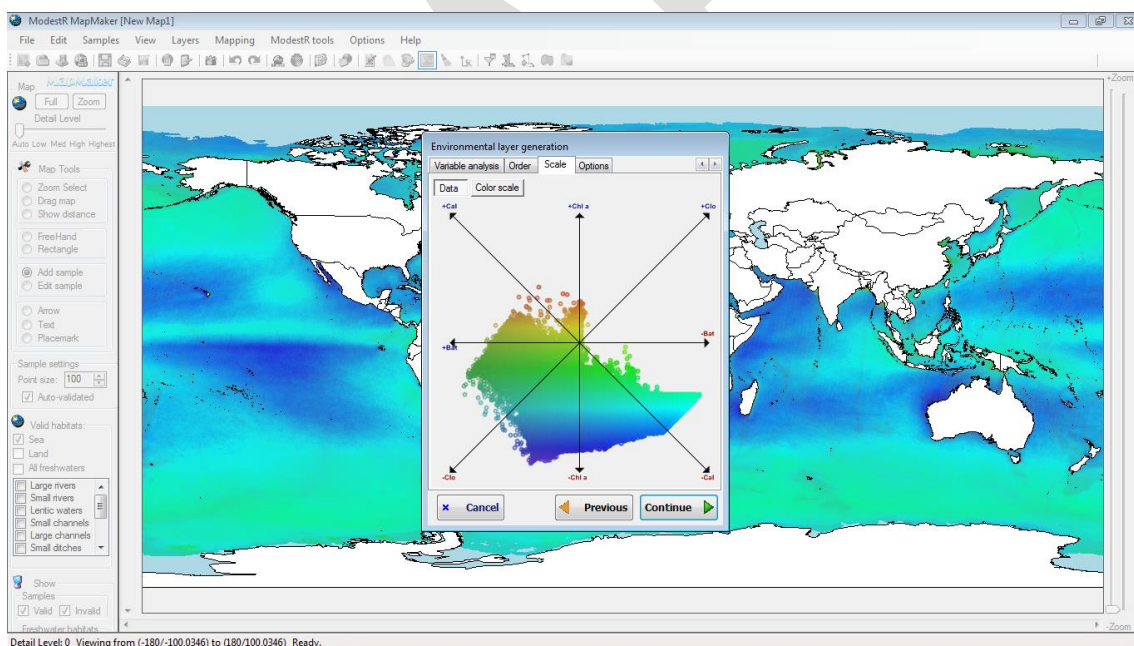 ModestR MapMaker [New Map1]
File Edit Samples View Layers Mapping ModestR tools Options Help
Map MapMaker
Full Zoom
Detail Level
Auto Low Med High Highest
Map Tools
Zoom Select
Drag map
Show distance
FreeHand
Rectangle
Add sample
Edit sample
Arrow
Text
Placemark
Sample settings
Point size: 100
Auto-validated
Valid habitats:
Sea
Land
All freshwaters
Large rivers
Small rivers
Lentic waters
Small channels
Large channels
Small ditches
Show
Samples
Valid Invalid
Freshwater habitats
+Zoom
-Zoom
Environmental layer generation
Variable analysis Order Scale Options
Data Color scale
+Cal +Chl a +Clo
+Bat -Bat
-Clo -Chl a -Cal
Cancel Previous Continue
Detail Level: 0 Viewing from (-180/-100.0346) to (180/100.0346) Ready.